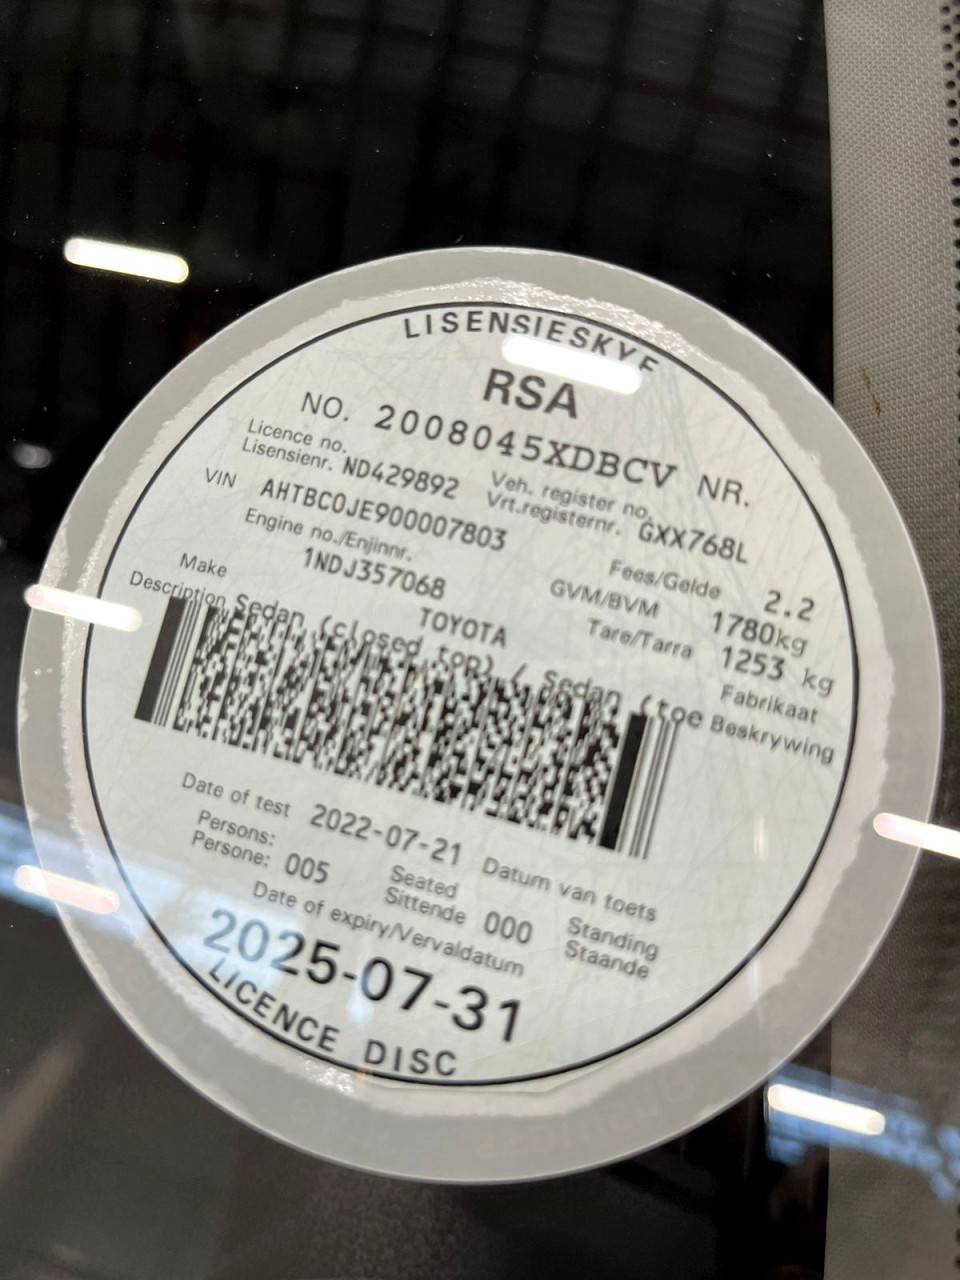 LISENSIESKYF
RSA
NO. 2008045XDBCV NR.
Licence no.
Lisensienr. ND429892
Veh. register no.
Vrt.registernr. GXX768L
VIN AHTBC0JE900007803
Engine no./Enjinnr.
1NDJ357068
Fees/Gelde 2.2
GVM/BVM 1780kg
Tare/Tarra 1253 kg
Make TOYOTA Fabrikaat
Description Sedan (closed top) / Sedan (toe Beskrywing
Date of test 2022-07-21 Datum van toets
Persons:
Persone: 005
Seated
Sittende 000
Standing
Staande
Date of expiry/Vervaldatum
2025-07-31
LICENCE DISC